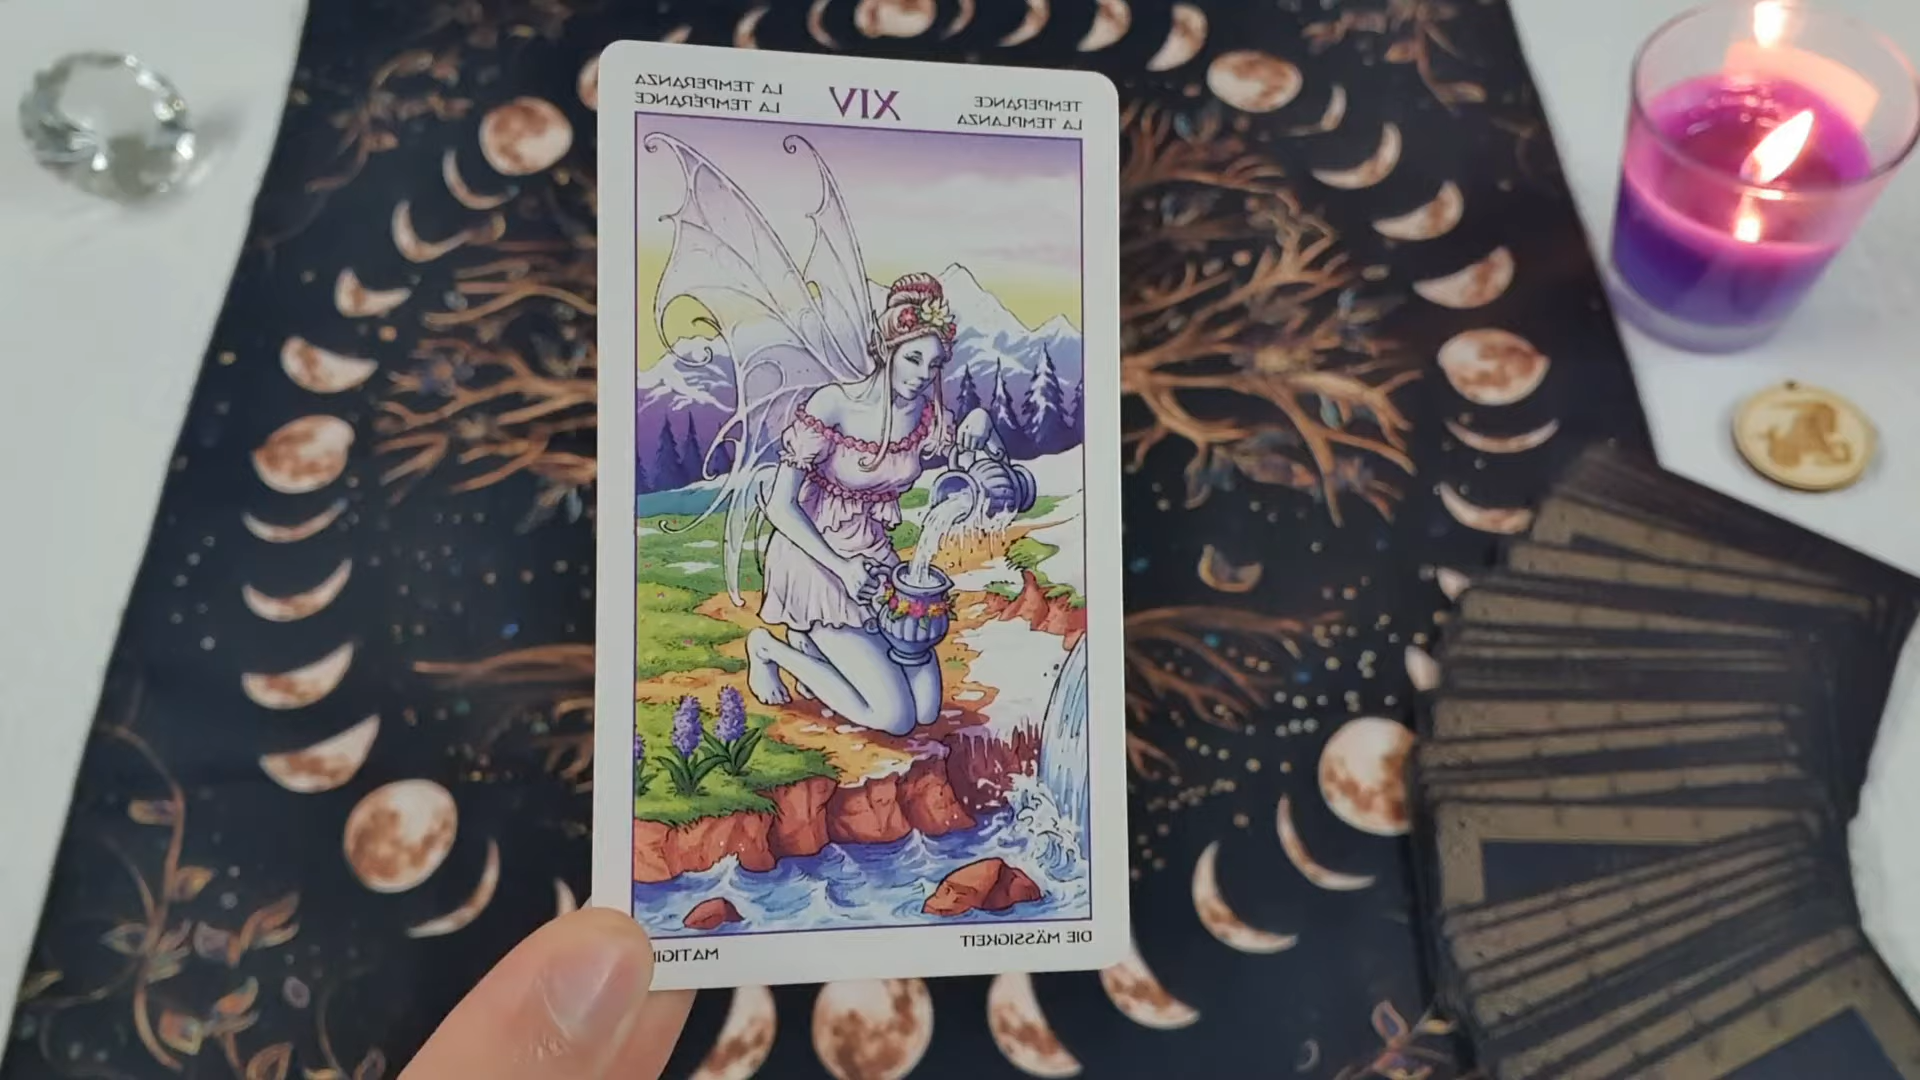 LA TEMPERANZA
LA TEMPÉRANCE
XIV
TEMPERANCE
LA TEMPLANZA
DIE MÄSSIGKEIT